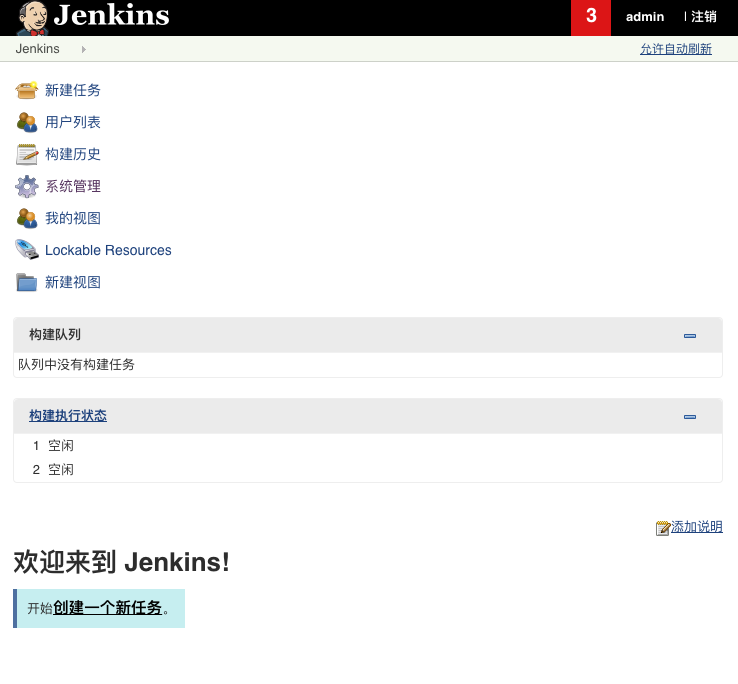 Jenkins 3 admin | 注销
Jenkins 允许自动刷新
新建任务
用户列表
构建历史
系统管理
我的视图
Lockable Resources
新建视图
构建队列
队列中没有构建任务
构建执行状态
1 空闲
2 空闲
添加说明
欢迎来到 Jenkins!
开始创建一个新任务。